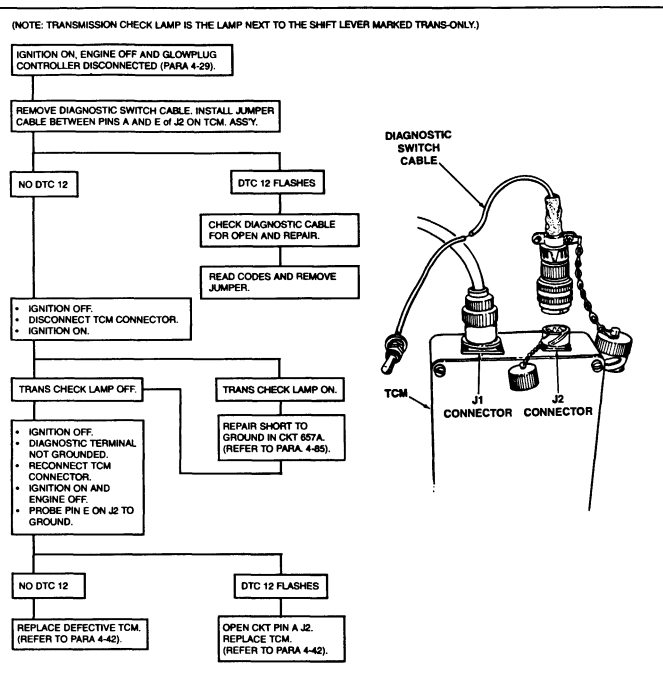 (NOTE: TRANSMISSION CHECK LAMP IS THE LAMP NEXT TO THE SHIFT LEVER MARKED TRANS-ONLY.)
IGNITION ON, ENGINE OFF AND GLOWPLUG
CONTROLLER DISCONNECTED (PARA 4-29).
REMOVE DIAGNOSTIC SWITCH CABLE. INSTALL JUMPER
CABLE BETWEEN PINS A AND E of J2 ON TCM. ASS'Y.
NO DTC 12
DTC 12 FLASHES
CHECK DIAGNOSTIC CABLE
FOR OPEN AND REPAIR.
READ CODES AND REMOVE
JUMPER.
• IGNITION OFF.
• DISCONNECT TCM CONNECTOR.
• IGNITION ON.
TRANS CHECK LAMP OFF.
TRANS CHECK LAMP ON.
REPAIR SHORT TO
GROUND IN CKT 657A.
(REFER TO PARA. 4-85).
• IGNITION OFF.
• DIAGNOSTIC TERMINAL
NOT GROUNDED.
• RECONNECT TCM
CONNECTOR.
• IGNITION ON AND
ENGINE OFF.
• PROBE PIN E ON J2 TO
GROUND.
NO DTC 12
DTC 12 FLASHES
REPLACE DEFECTIVE TCM.
(REFER TO PARA 4-42).
OPEN CKT PIN A J2.
REPLACE TCM.
(REFER TO PARA 4-42).
DIAGNOSTIC
SWITCH
CABLE
TCM
J1
CONNECTOR
J2
CONNECTOR